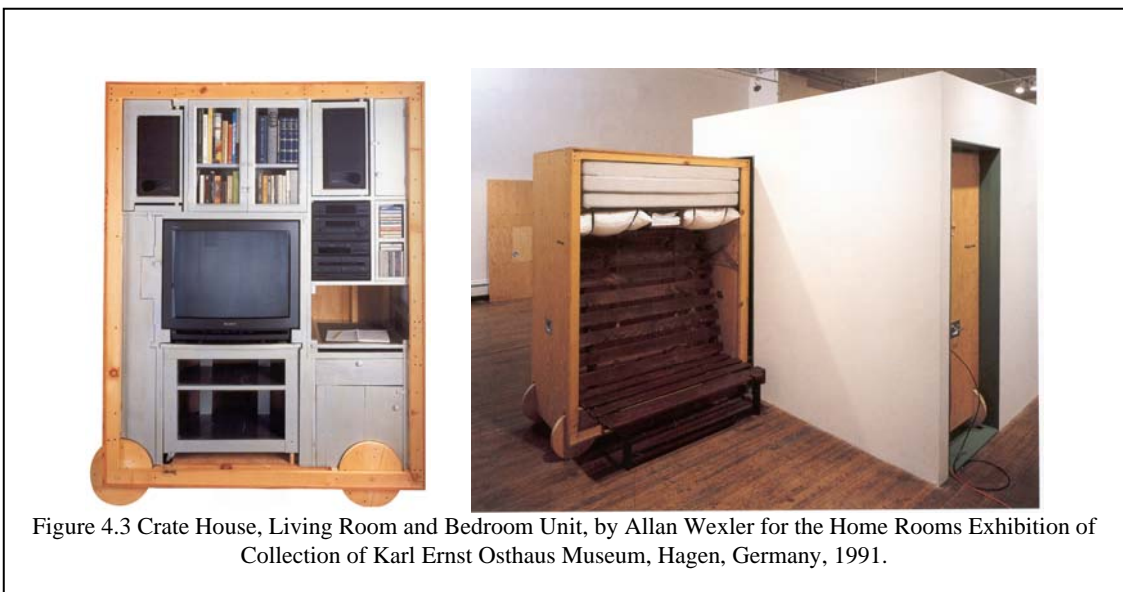 Figure 4.3 Crate House, Living Room and Bedroom Unit, by Allan Wexler for the Home Rooms Exhibition of
Collection of Karl Ernst Osthaus Museum, Hagen, Germany, 1991.